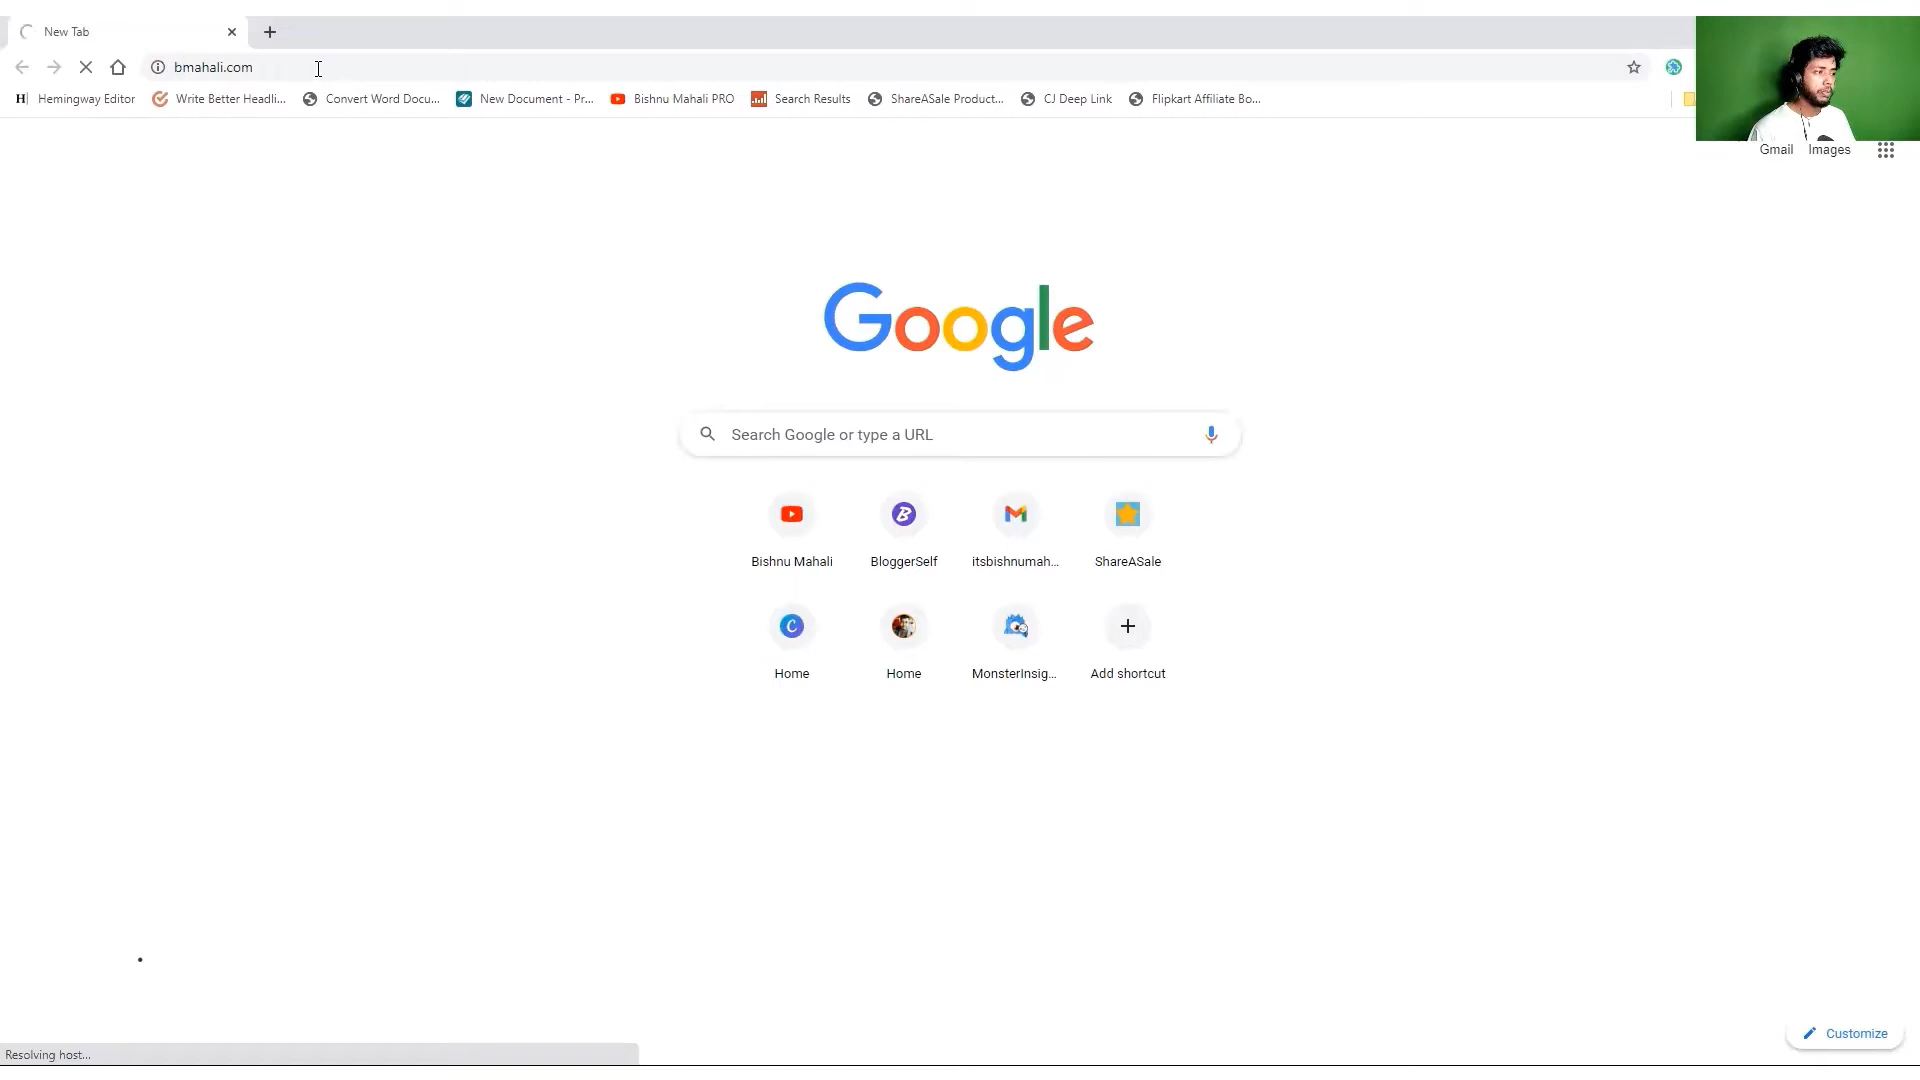 New Tab
bmahali.com
Hemingway Editor
Write Better Headli...
Convert Word Docu...
New Document - Pr...
Bishnu Mahali PRO
Search Results
ShareASale Product...
CJ Deep Link
Flipkart Affiliate Bo...
Gmail
Images
Google
Search Google or type a URL
Bishnu Mahali
BloggerSelf
itsbishnumah...
ShareASale
Home
Home
MonsterInsig...
Add shortcut
Customize
Resolving host...